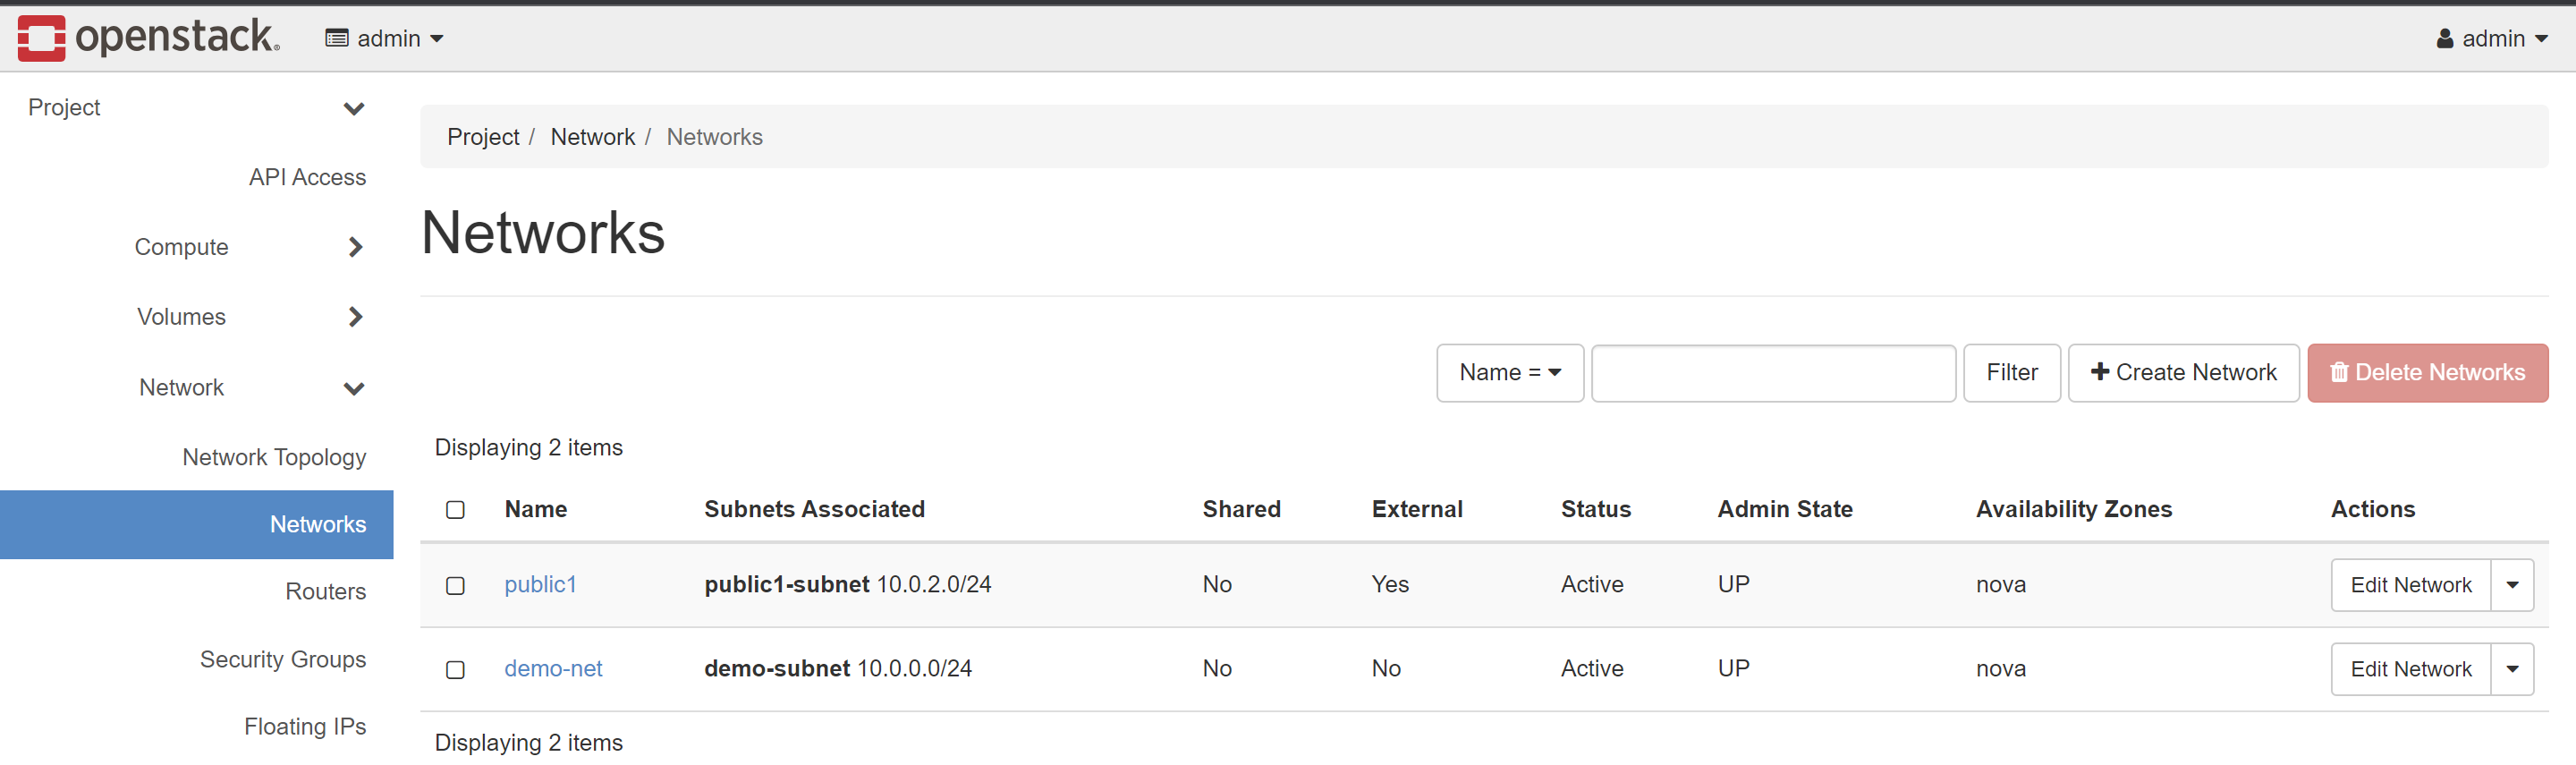 openstack. admin admin
Project
API Access
Compute
Volumes
Network
Network Topology
Networks
Routers
Security Groups
Floating IPs
Project / Network / Networks
Networks
Name = Filter Create Network Delete Networks
Displaying 2 items
Name Subnets Associated Shared External Status Admin State Availability Zones Actions
public1 public1-subnet 10.0.2.0/24 No Yes Active UP nova Edit Network
demo-net demo-subnet 10.0.0.0/24 No No Active UP nova Edit Network
Displaying 2 items